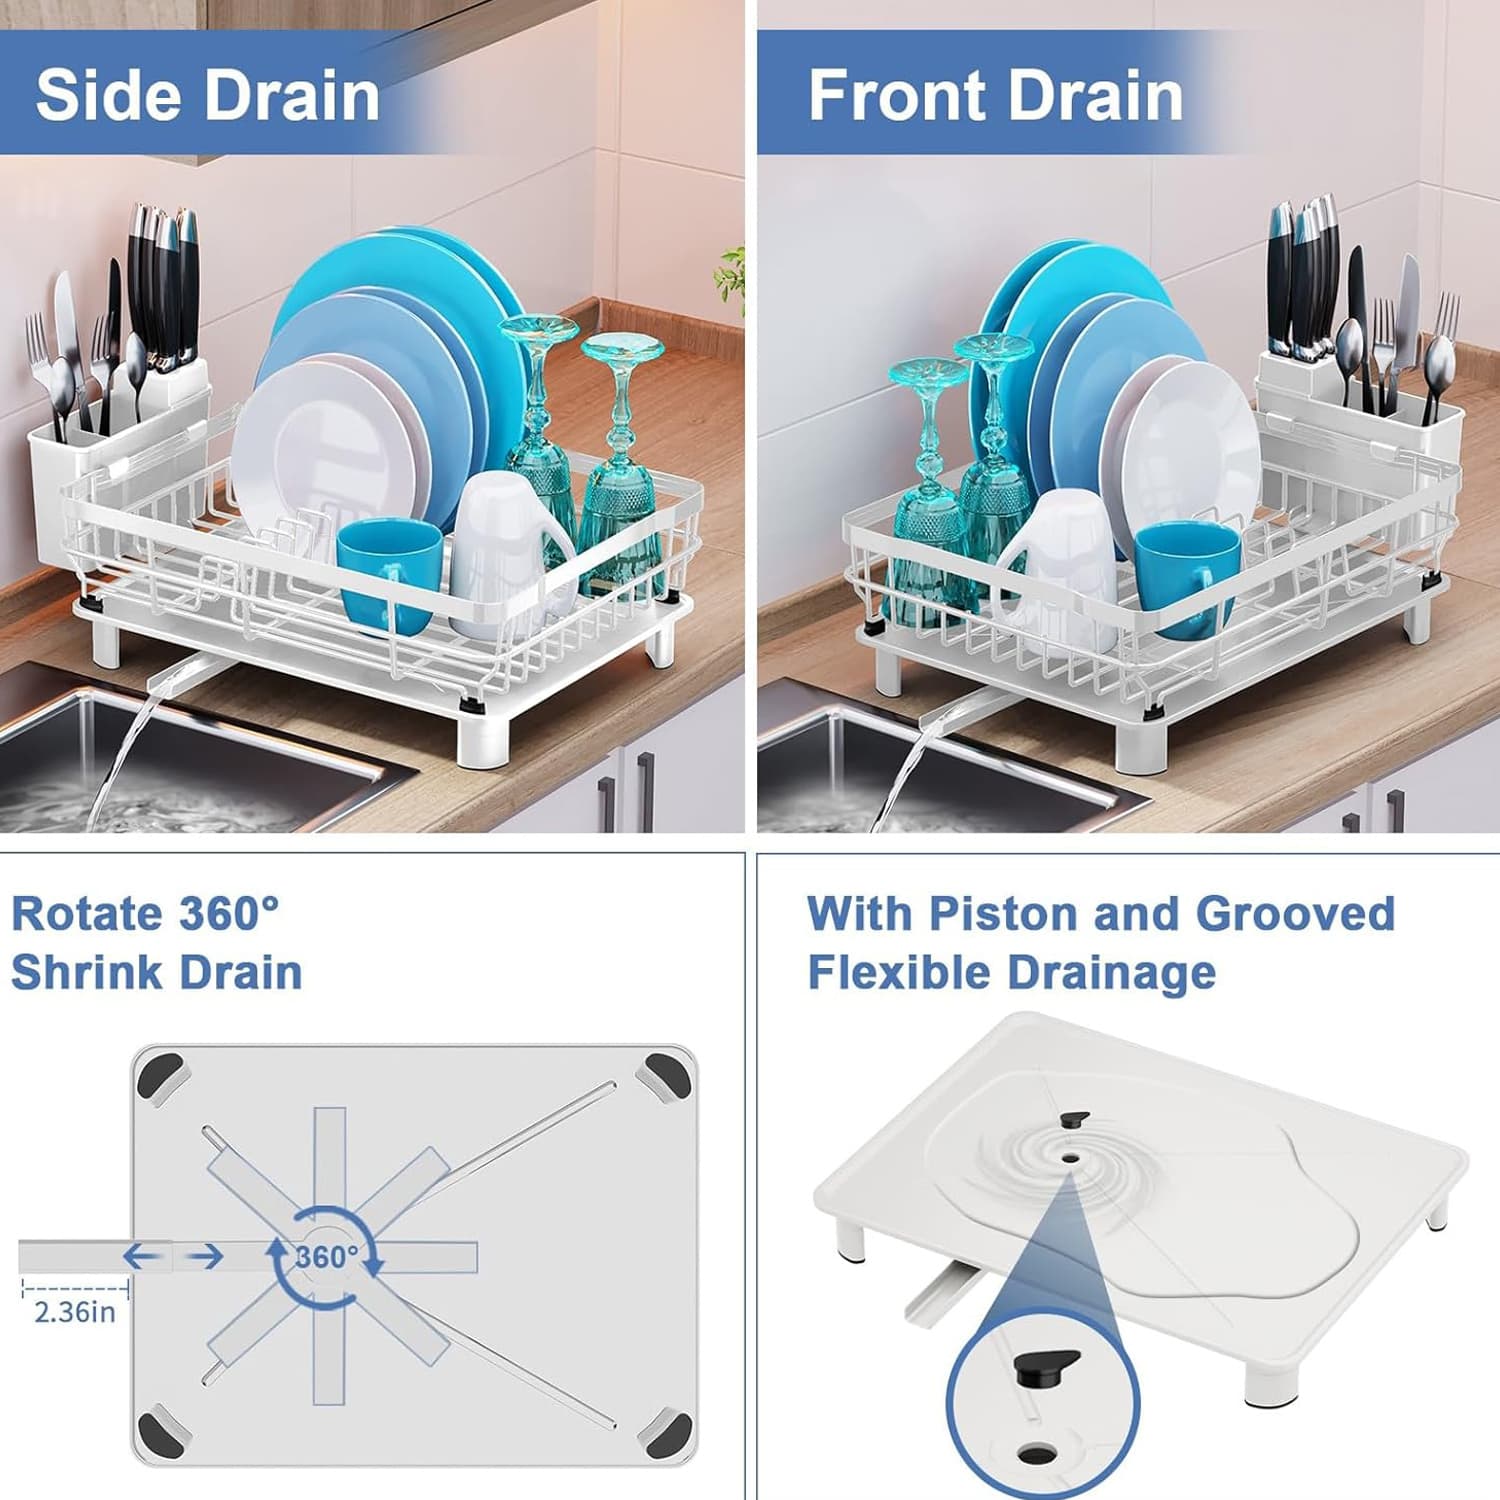 Side Drain
Front Drain
Rotate 360°
Shrink Drain
360°
2.36in
With Piston and Grooved
Flexible Drainage